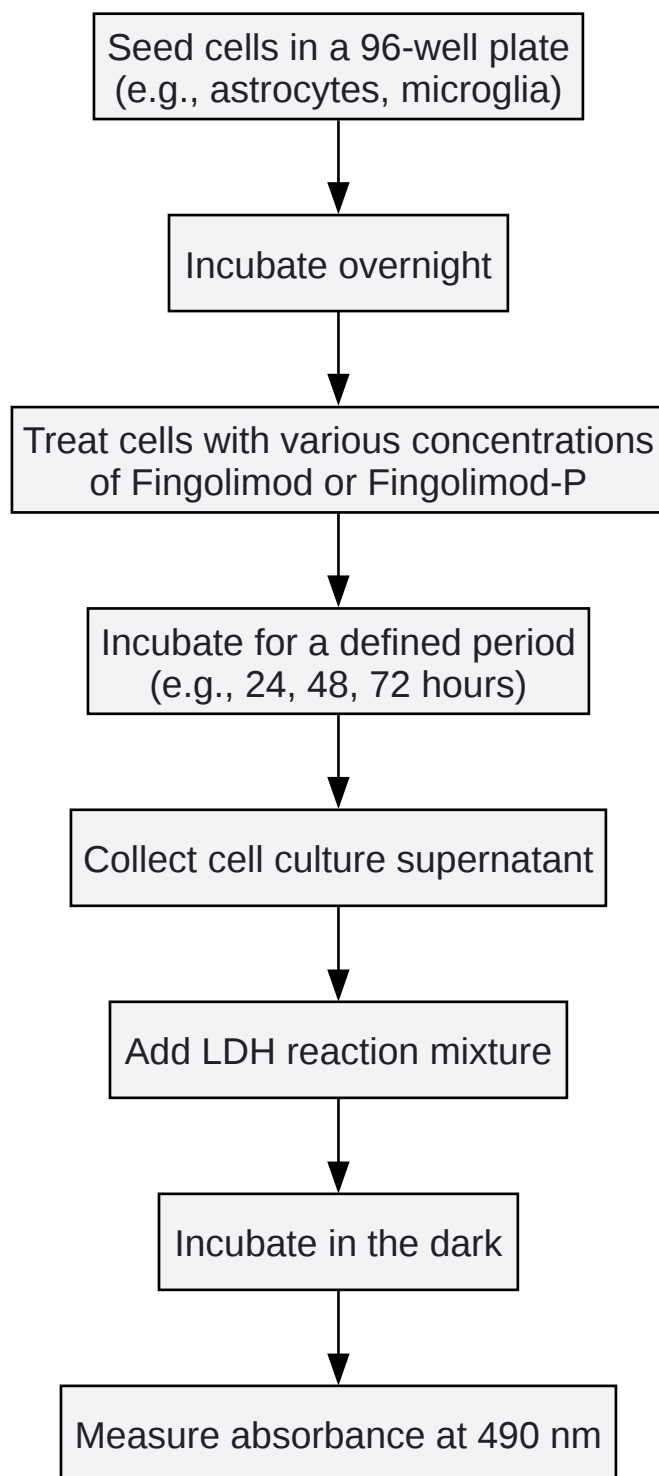 Seed cells in a 96-well plate
(e.g., astrocytes, microglia)
Incubate overnight
Treat cells with various concentrations
of Fingolimod or Fingolimod-P
Incubate for a defined period
(e.g., 24, 48, 72 hours)
Collect cell culture supernatant
Add LDH reaction mixture
Incubate in the dark
Measure absorbance at 490 nm